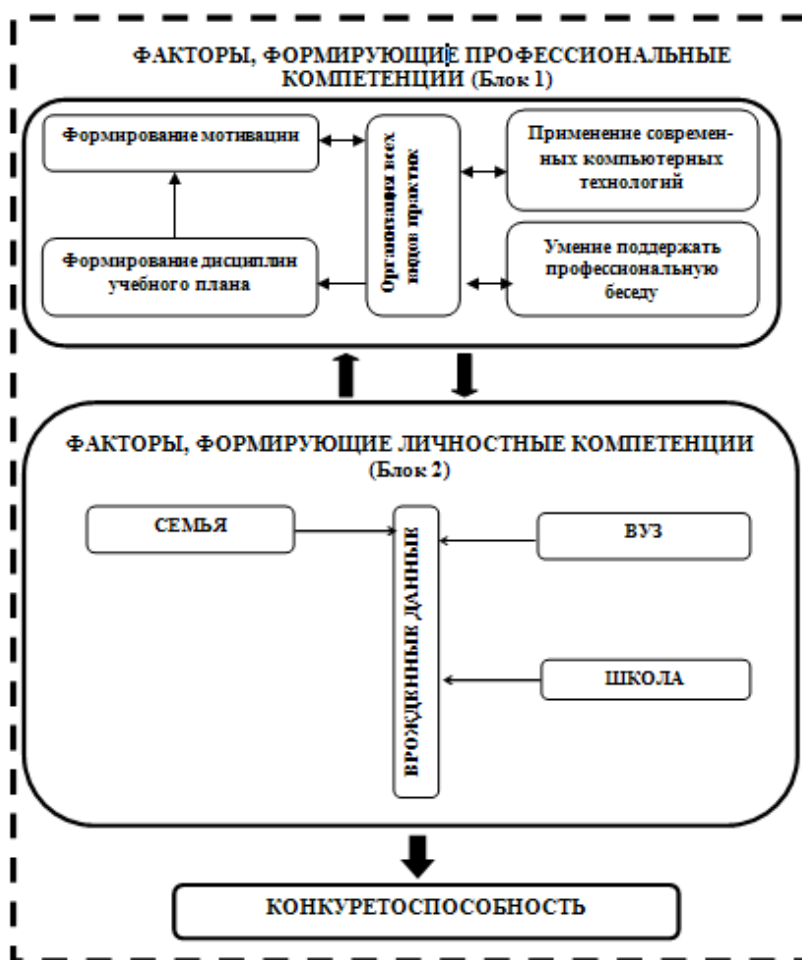 ФАКТОРЫ, ФОРМИРУЮЩИЕ ПРОФЕССИОНАЛЬНЫЕ
КОМПЕТЕНЦИИ (Блок 1)
Формирование мотивации
Организация всех
видов практик
Применение современ-
ных компьютерных
технологий
Формирование дисциплин
учебного плана
Умение поддержать
профессиональную
беседу
ФАКТОРЫ, ФОРМИРУЮЩИЕ ЛИЧНОСТНЫЕ КОМПЕТЕНЦИИ
(Блок 2)
СЕМЬЯ
ВРОЖДЕННЫЕ ДАННЫЕ
ВУЗ
ШКОЛА
КОНКУРЕТОСПОСОБНОСТЬ